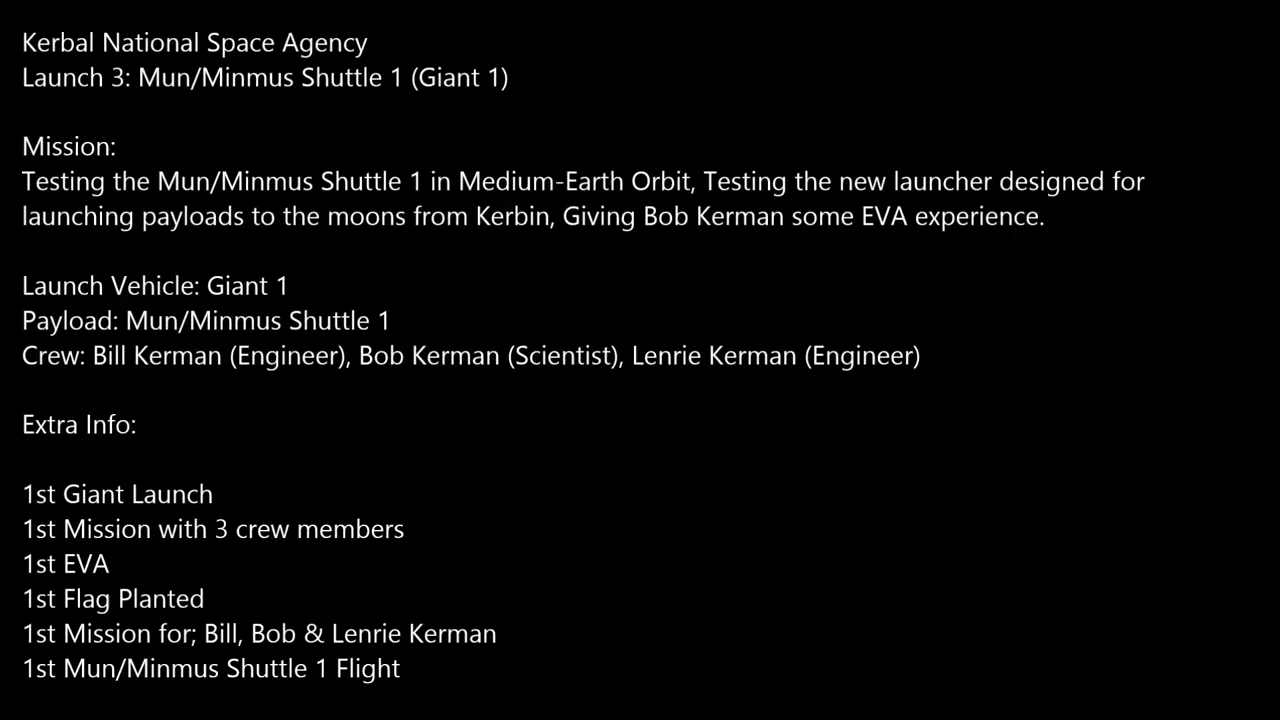 Kerbal National Space Agency
Launch 3: Mun/Minmus Shuttle 1 (Giant 1)
Mission:
Testing the Mun/Minmus Shuttle 1 in Medium-Earth Orbit, Testing the new launcher designed for
launching payloads to the moons from Kerbin, Giving Bob Kerman some EVA experience.
Launch Vehicle: Giant 1
Payload: Mun/Minmus Shuttle 1
Crew: Bill Kerman (Engineer), Bob Kerman (Scientist), Lenrie Kerman (Engineer)
Extra Info:
1st Giant Launch
1st Mission with 3 crew members
1st EVA
1st Flag Planted
1st Mission for; Bill, Bob & Lenrie Kerman
1st Mun/Minmus Shuttle 1 Flight